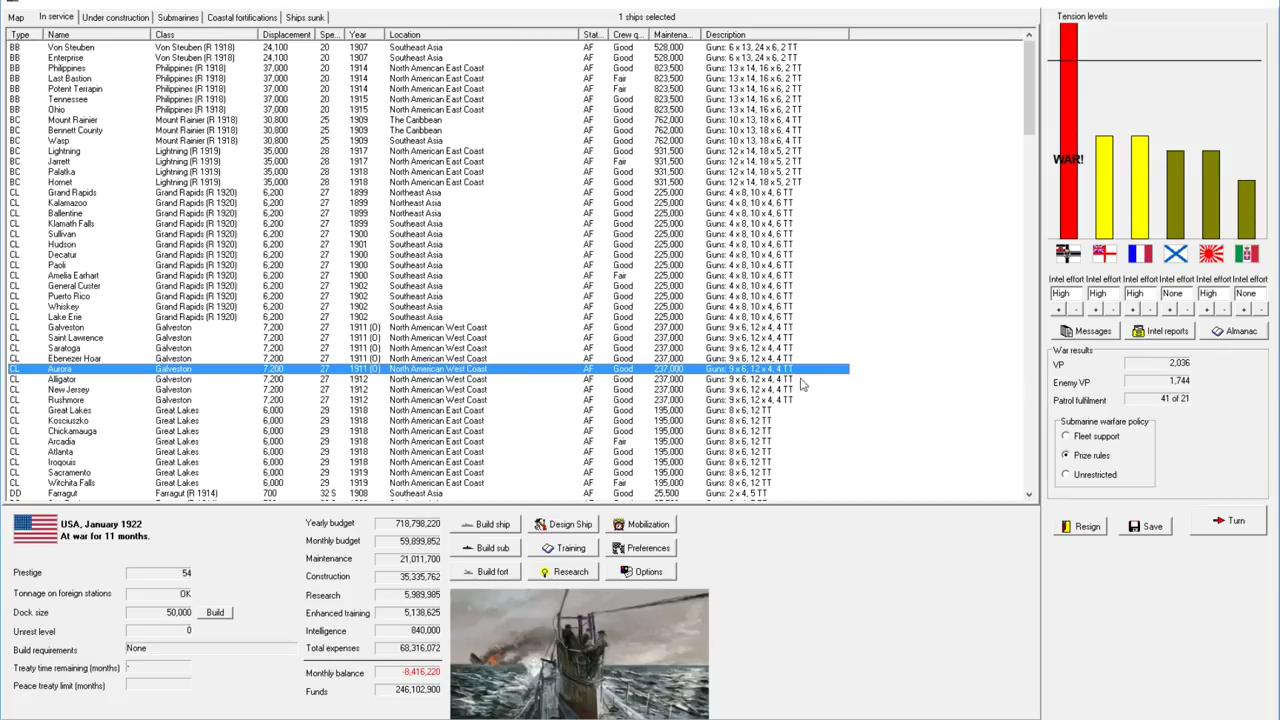 Map In service Under construction Submarines Coastal fortifications Ships sunk 1 ships selected
Type Name Class Displacement Spe... Year Location Stat... Crew q... Maintena... Description
BB Von Steuben Von Steuben (R 1918) 24,100 20 1907 Southeast Asia AF Good 528,000 Guns: 6 x 13, 24 x 6, 2 TT
BB Enterprise Von Steuben (R 1918) 24,100 20 1907 Southeast Asia AF Good 528,000 Guns: 6 x 13, 24 x 6, 2 TT
BB Philippines Philippines (R 1918) 37,000 20 1914 North American East Coast AF Good 823,500 Guns: 13 x 14, 16 x 6, 2 TT
BB Last Bastion Philippines (R 1918) 37,000 20 1914 North American East Coast AF Fair 823,500 Guns: 13 x 14, 16 x 6, 2 TT
BB Potent Terrapin Philippines (R 1918) 37,000 20 1914 North American East Coast AF Fair 823,500 Guns: 13 x 14, 16 x 6, 2 TT
BB Tennessee Philippines (R 1918) 37,000 20 1915 North American East Coast AF Good 823,500 Guns: 13 x 14, 16 x 6, 2 TT
BB Ohio Philippines (R 1918) 37,000 20 1915 North American East Coast AF Good 823,500 Guns: 13 x 14, 16 x 6, 2 TT
BC Mount Rainier Mount Rainier (R 1918) 30,800 25 1909 The Caribbean AF Good 762,000 Guns: 10 x 13, 16 x 6, 4 TT
BC Bennett County Mount Rainier (R 1918) 30,800 25 1909 The Caribbean AF Good 762,000 Guns: 10 x 13, 16 x 6, 4 TT
BC Wasp Mount Rainier (R 1918) 30,800 25 1909 Southeast Asia AF Good 762,000 Guns: 10 x 13, 16 x 6, 4 TT
BC Lightning Lightning (R 1919) 35,000 25 1917 North American East Coast AF Good 931,500 Guns: 12 x 14, 18 x 5, 2 TT
BC Jarrett Lightning (R 1919) 35,000 25 1917 North American East Coast AF Fair 931,500 Guns: 12 x 14, 18 x 5, 2 TT
BC Palatka Lightning (R 1919) 35,000 25 1918 North American East Coast AF Good 931,500 Guns: 12 x 14, 18 x 5, 2 TT
BC Hornet Lightning (R 1919) 35,000 25 1918 North American East Coast AF Good 931,500 Guns: 12 x 14, 18 x 5, 2 TT
CL Grand Rapids Grand Rapids (R 1920) 6,200 27 1899 Northeast Asia AF Good 225,000 Guns: 4 x 8, 10 x 4, 6 TT
CL Kalamazoo Grand Rapids (R 1920) 6,200 27 1899 Southeast Asia AF Good 225,000 Guns: 4 x 8, 10 x 4, 6 TT
CL Ballentine Grand Rapids (R 1920) 6,200 27 1899 Northeast Asia AF Good 225,000 Guns: 4 x 8, 10 x 4, 6 TT
CL Klamath Falls Grand Rapids (R 1920) 6,200 27 1900 Southeast Asia AF Good 225,000 Guns: 4 x 8, 10 x 4, 6 TT
CL Sullivan Grand Rapids (R 1920) 6,200 27 1900 Southeast Asia AF Good 225,000 Guns: 4 x 8, 10 x 4, 6 TT
CL Hudson Grand Rapids (R 1920) 6,200 27 1901 Southeast Asia AF Good 225,000 Guns: 4 x 8, 10 x 4, 6 TT
CL Decatur Grand Rapids (R 1920) 6,200 27 1900 Southeast Asia AF Good 225,000 Guns: 4 x 8, 10 x 4, 6 TT
CL Paoli Grand Rapids (R 1920) 6,200 27 1900 Southeast Asia AF Good 225,000 Guns: 4 x 8, 10 x 4, 6 TT
CL Amelia Earhart Grand Rapids (R 1920) 6,200 27 1900 Southeast Asia AF Fair 225,000 Guns: 4 x 8, 10 x 4, 6 TT
CL General Custer Grand Rapids (R 1920) 6,200 27 1902 Southeast Asia AF Good 225,000 Guns: 4 x 8, 10 x 4, 6 TT
CL Puerto Rico Grand Rapids (R 1920) 6,200 27 1902 Southeast Asia AF Good 225,000 Guns: 4 x 8, 10 x 4, 6 TT
CL Whiskey Grand Rapids (R 1920) 6,200 27 1902 Southeast Asia AF Good 225,000 Guns: 4 x 8, 10 x 4, 6 TT
CL Lake Erie Grand Rapids (R 1920) 6,200 27 1902 Southeast Asia AF Good 225,000 Guns: 4 x 8, 10 x 4, 6 TT
CL Galveston Galveston 7,200 27 1911 (O) North American West Coast AF Good 237,000 Guns: 9 x 6, 12 x 4, 4 TT
CL Saint Lawrence Galveston 7,200 27 1911 (O) North American West Coast AF Good 237,000 Guns: 9 x 6, 12 x 4, 4 TT
CL Saratoga Galveston 7,200 27 1911 (O) North American West Coast AF Good 237,000 Guns: 9 x 6, 12 x 4, 4 TT
CL Ebenezer Hoar Galveston 7,200 27 1911 (O) North American West Coast AF Good 237,000 Guns: 9 x 6, 12 x 4, 4 TT
CL Aurora Galveston 7,200 27 1911 (O) North American West Coast AF Good 237,000 Guns: 9 x 6, 12 x 4, 4 TT
CL Alligator Galveston 7,200 27 1912 North American West Coast AF Good 237,000 Guns: 9 x 6, 12 x 4, 4 TT
CL New Jersey Galveston 7,200 27 1912 North American West Coast AF Good 237,000 Guns: 9 x 6, 12 x 4, 4 TT
CL Rushmore Galveston 7,200 27 1912 North American West Coast AF Good 237,000 Guns: 9 x 6, 12 x 4, 4 TT
CL Great Lakes Great Lakes 6,000 29 1918 North American East Coast AF Good 195,000 Guns: 8 x 6, 12 TT
CL Kosciuszko Great Lakes 6,000 29 1918 North American East Coast AF Good 195,000 Guns: 8 x 6, 12 TT
CL Chickamauga Great Lakes 6,000 29 1918 North American East Coast AF Good 195,000 Guns: 8 x 6, 12 TT
CL Arcadia Great Lakes 6,000 29 1918 North American East Coast AF Fair 195,000 Guns: 8 x 6, 12 TT
CL Atlanta Great Lakes 6,000 29 1918 North American East Coast AF Good 195,000 Guns: 8 x 6, 12 TT
CL Iroquois Great Lakes 6,000 29 1918 North American East Coast AF Good 195,000 Guns: 8 x 6, 12 TT
CL Sacramento Great Lakes 6,000 29 1919 North American East Coast AF Good 195,000 Guns: 8 x 6, 12 TT
CL Witchita Falls Great Lakes 6,000 29 1919 North American East Coast AF Fair 195,000 Guns: 8 x 6, 12 TT
DD Farragut Farragut (R 1914) 700 32 S 1908 Southeast Asia AF Good 25,500 Guns: 2 x 4, 5 TT
Tension levels
WAR!
Intel effort Intel effort Intel effort Intel effort Intel effort Intel effort
High High High None High None
+ - + - + - + - + - + -
Messages Intel reports Almanac
War results
VP 2,036
Enemy VP 1,744
Patrol fulfilment 41 of 21
Submarine warfare policy
Fleet support
Prize rules
Unrestricted
Resign Save Turn
USA, January 1922
At war for 11 months.
Prestige 54
Tonnage on foreign stations OK
Dock size 50,000 Build
Unrest level 0
Build requirements None
Treaty time remaining (months) -
Peace treaty limit (months)
Yearly budget 718,798,220
Monthly budget 59,899,852
Maintenance 21,011,700
Construction 35,335,762
Research 5,989,985
Enhanced training 5,138,625
Intelligence 840,000
Total expenses 68,316,072
Monthly balance -8,416,220
Funds 246,102,900
Build ship Design Ship Mobilization
Build sub Training Preferences
Build fort Research Options